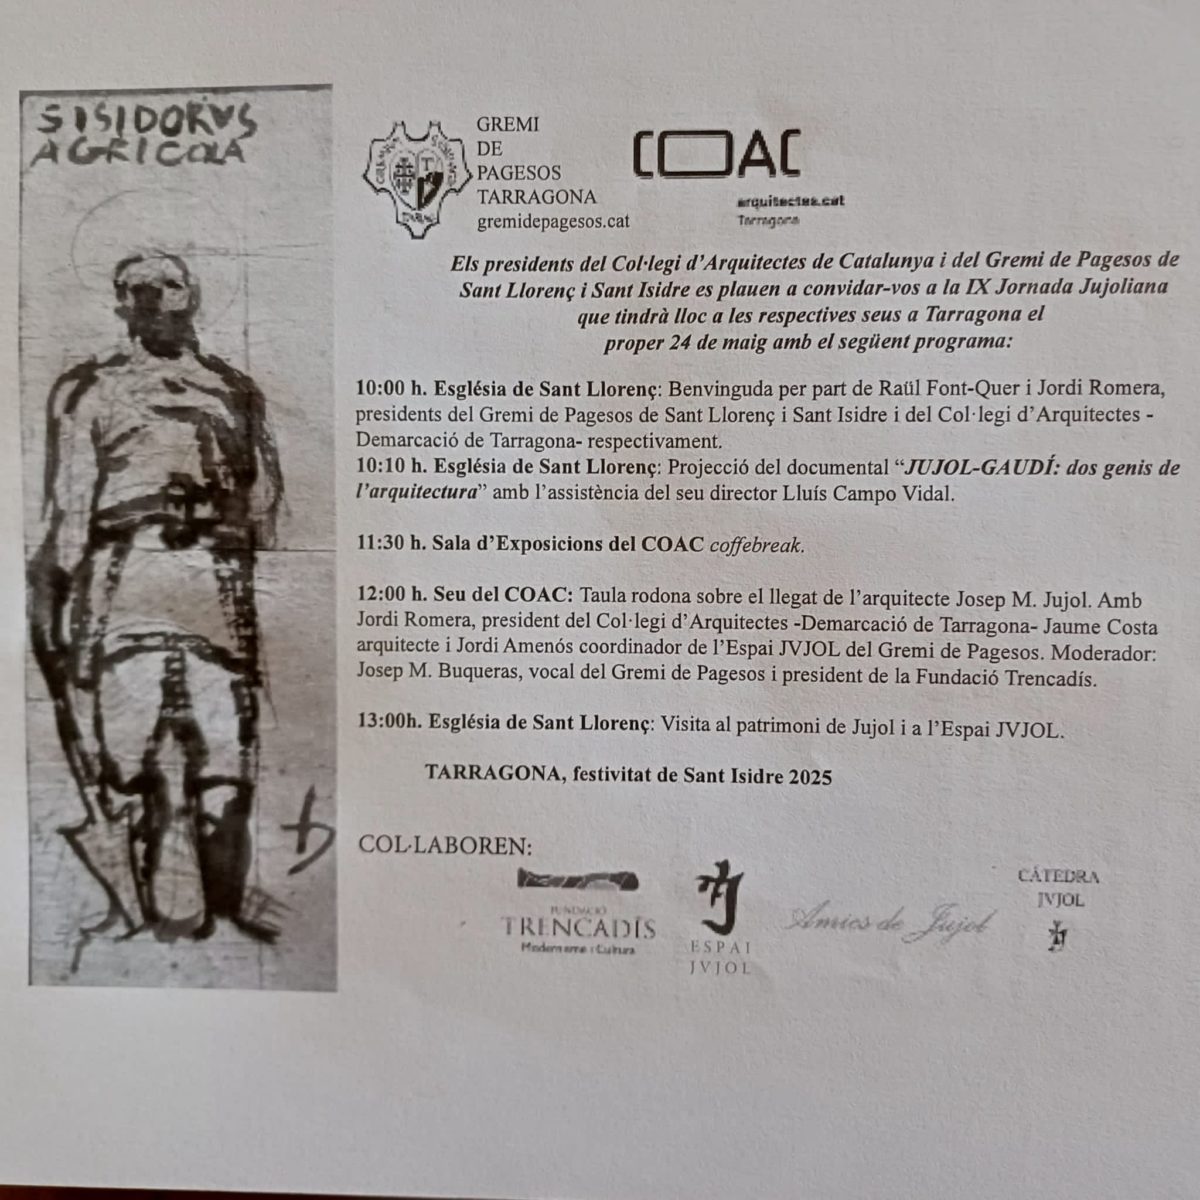 SISIDORVS
AGRICOLA
GREMI
DE
PAGESOS
TARRAGONA
gremidepagesos.cat
COAC
arquitectes.cat
Tarragona
Els presidents del Col·legi d'Arquitectes de Catalunya i del Gremi de Pagesos de
Sant Llorenç i Sant Isidre es plauen a convidar-vos a la IX Jornada Jujoliana
que tindrà lloc a les respectives seus a Tarragona el
proper 24 de maig amb el següent programa:
10:00 h. Església de Sant Llorenç: Benvinguda per part de Raül Font-Quer i Jordi Romera,
presidents del Gremi de Pagesos de Sant Llorenç i Sant Isidre i del Col·legi d'Arquitectes -
Demarcació de Tarragona- respectivament.
10:10 h. Església de Sant Llorenç: Projecció del documental “JUJOL-GAUDÍ: dos genis de
l'arquitectura” amb l'assistència del seu director Lluís Campo Vidal.
11:30 h. Sala d'Exposicions del COAC coffebreak.
12:00 h. Seu del COAC: Taula rodona sobre el llegat de l'arquitecte Josep M. Jujol. Amb
Jordi Romera, president del Col·legi d'Arquitectes -Demarcació de Tarragona- Jaume Costa
arquitecte i Jordi Amenós coordinador de l'Espai JVJOL del Gremi de Pagesos. Moderador:
Josep M. Buqueras, vocal del Gremi de Pagesos i president de la Fundació Trencadís.
13:00h. Església de Sant Llorenç: Visita al patrimoni de Jujol i a l'Espai JVJOL.
TARRAGONA, festivitat de Sant Isidre 2025
COL·LABOREN:
FUNDACIÓ
TRENCADÍS
Modernisme i Cultura
ESPAI
JVJOL
Amics de Jujol
CÀTEDRA
JVJOL